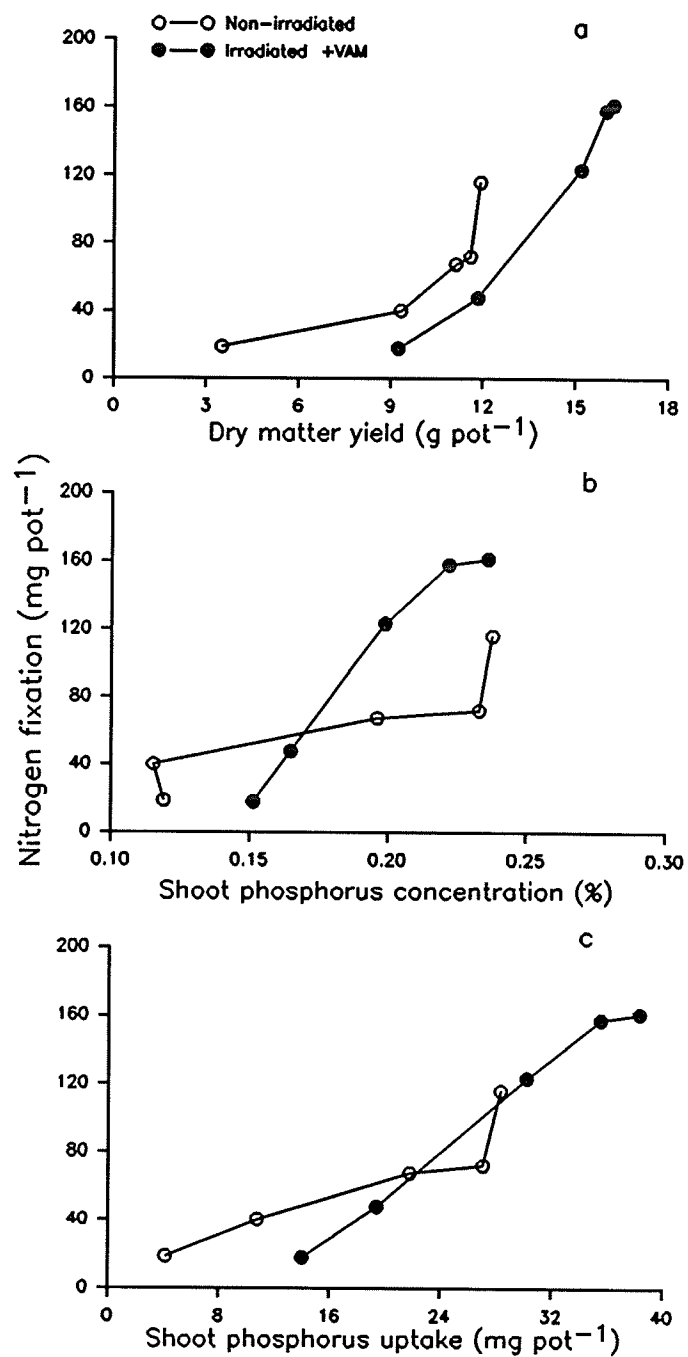 Non-irradiated
Irradiated +VAM
a
200
160
120
80
40
0
0 3 6 9 12 15 18
Dry matter yield (g pot⁻¹)
Nitrogen fixation (mg pot⁻¹)
b
200
160
120
80
40
0
0.10 0.15 0.20 0.25 0.30
Shoot phosphorus concentration (%)
c
200
160
120
80
40
0
0 8 16 24 32 40
Shoot phosphorus uptake (mg pot⁻¹)